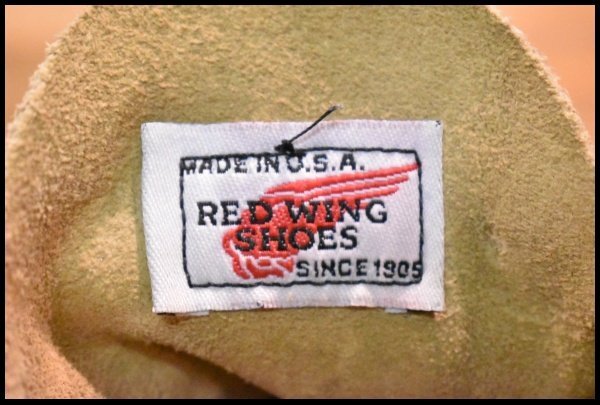 MADE IN U.S.A.
RED WING
SHOES
SINCE 1905